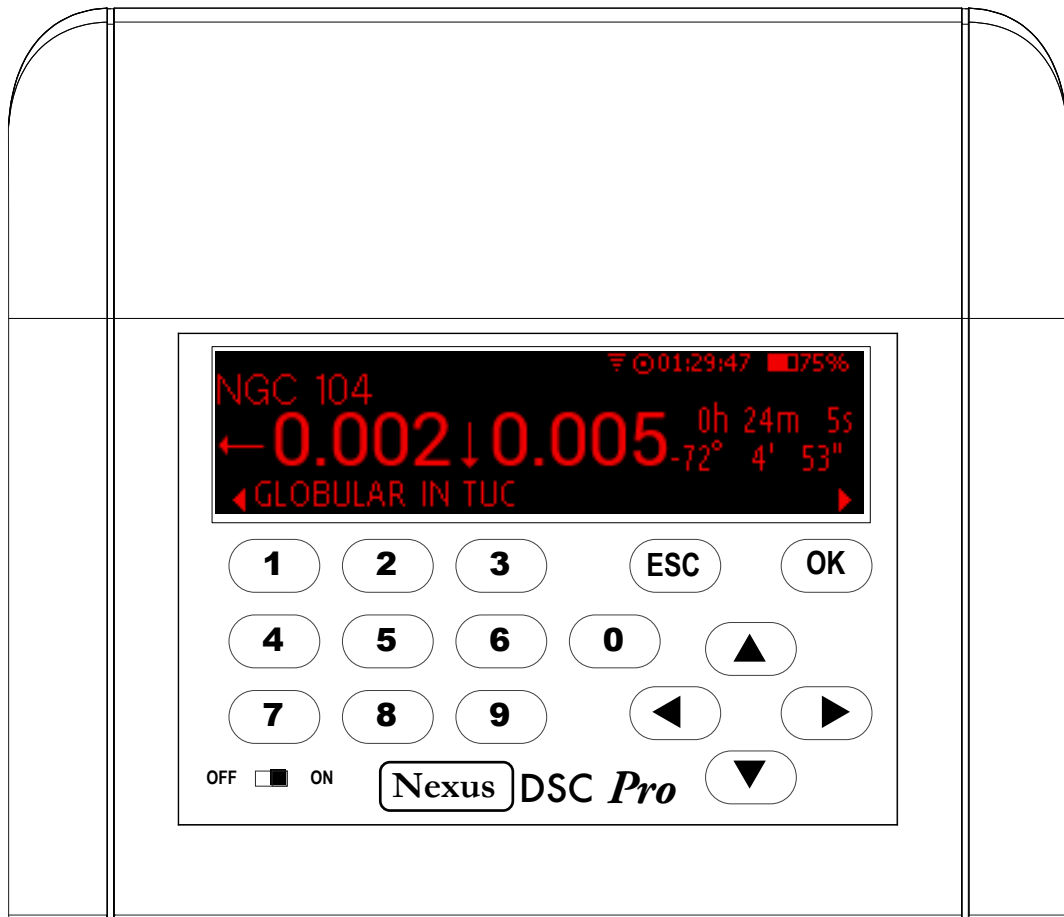 01:29:47 75%
NGC 104
←0.002↓0.005 0h 24m 5s
-72° 4' 53"
GLOBULAR IN TUC
1 2 3 ESC OK
4 5 6 0
7 8 9
OFF ON
Nexus DSC Pro